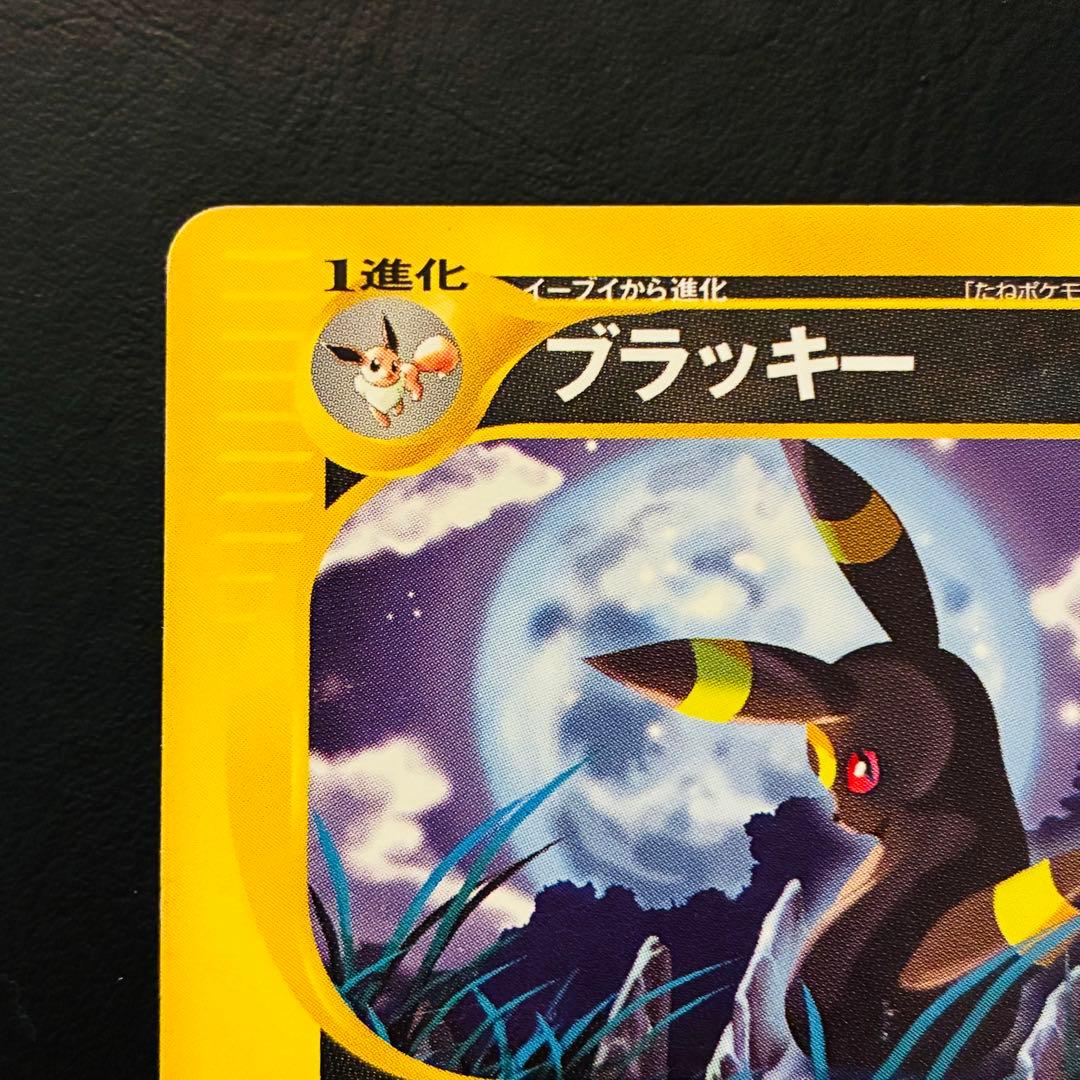 1進化
イーブイから進化
「たねポケモ
ブラッキー